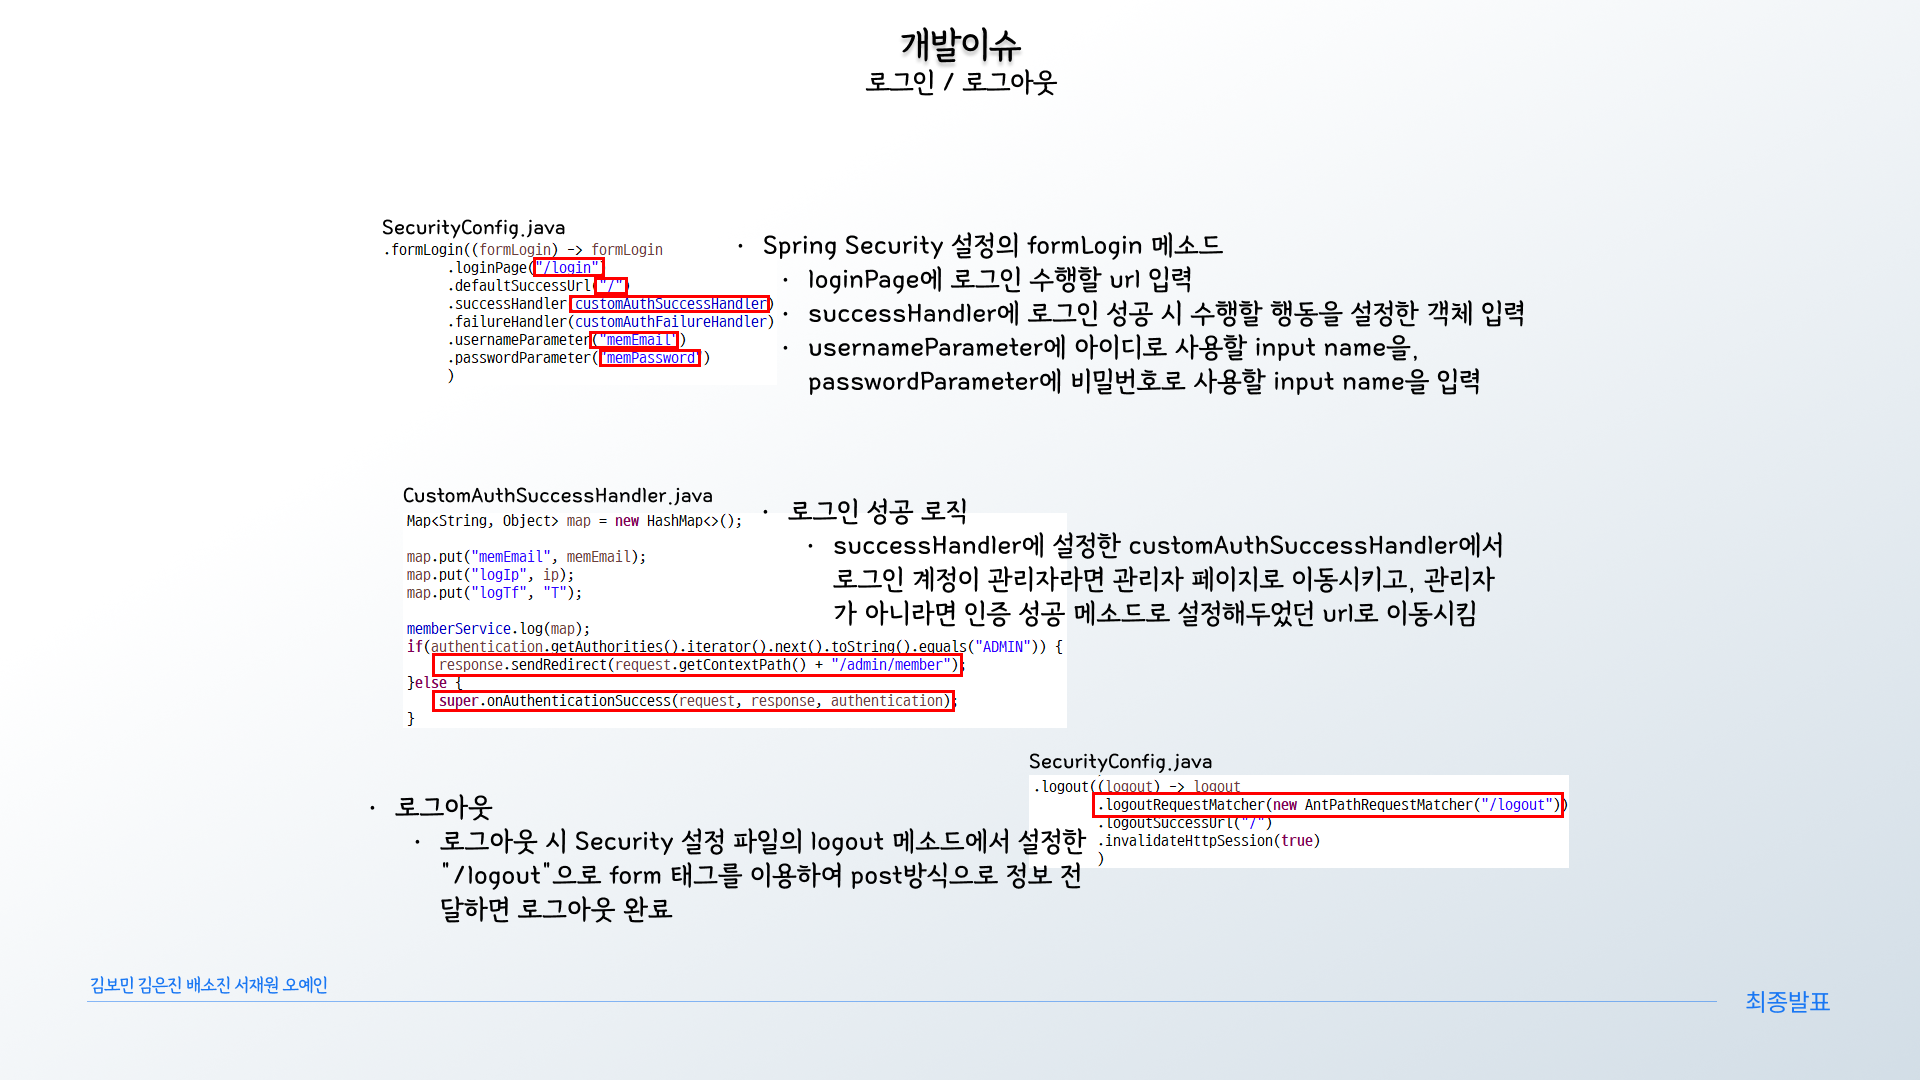 개발이슈
로그인 / 로그아웃
SecurityConfig.java
.formLogin((formLogin) -> formLogin
.loginPage("/login")
.defaultSuccessUrl("/")
.successHandler(customAuthSuccessHandler)
.failureHandler(customAuthFailureHandler)
.usernameParameter("memEmail")
.passwordParameter("memPassword")
)
• Spring Security 설정의 formLogin 메소드
• loginPage에 로그인 수행할 url 입력
• successHandler에 로그인 성공 시 수행할 행동을 설정한 객체 입력
• usernameParameter에 아이디로 사용할 input name을,
passwordParameter에 비밀번호로 사용할 input name을 입력
CustomAuthSuccessHandler.java
Map<String, Object> map = new HashMap<>();
map.put("memEmail", memEmail);
map.put("logIp", ip);
map.put("logTf", "T");
memberService.log(map);
if(authentication.getAuthorities().iterator().next().toString().equals("ADMIN")) {
response.sendRedirect(request.getContextPath() + "/admin/member");
}else {
super.onAuthenticationSuccess(request, response, authentication);
}
• 로그인 성공 로직
• successHandler에 설정한 customAuthSuccessHandler에서
로그인 계정이 관리자라면 관리자 페이지로 이동시키고, 관리자
가 아니라면 인증 성공 메소드로 설정해두었던 url로 이동시킴
SecurityConfig.java
.logout((logout) -> logout
.logoutRequestMatcher(new AntPathRequestMatcher("/logout"))
.logoutSuccessUrl("/")
.invalidateHttpSession(true)
)
• 로그아웃
• 로그아웃 시 Security 설정 파일의 logout 메소드에서 설정한
"/logout"으로 form 태그를 이용하여 post방식으로 정보 전
달하면 로그아웃 완료
김보민 김은진 배소진 서재원 오예인
최종발표